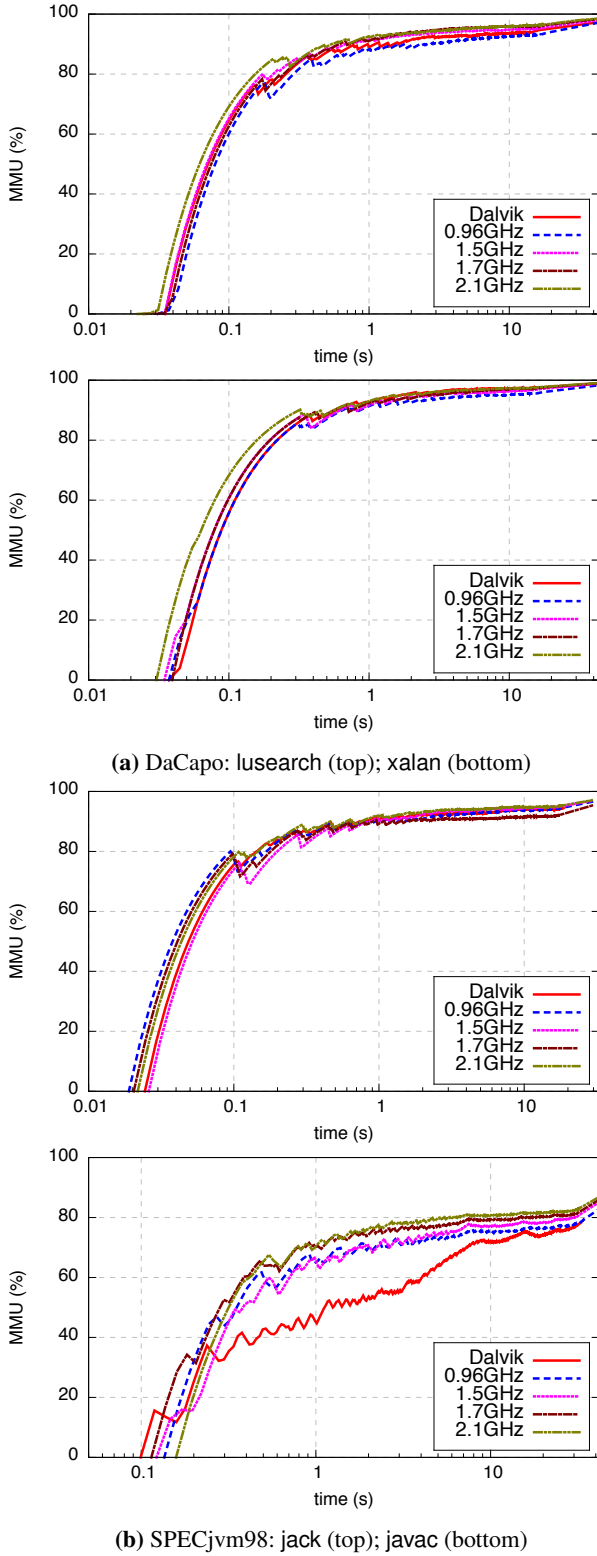 100
80
60
40
20
0
MMU (%)
Dalvik
0.96GHz
1.5GHz
1.7GHz
2.1GHz
0.01 0.1 1 10
time (s)
100
80
60
40
20
0
MMU (%)
Dalvik
0.96GHz
1.5GHz
1.7GHz
2.1GHz
0.01 0.1 1 10
time (s)
(a) DaCapo: lusearch (top); xalan (bottom)
100
80
60
40
20
0
MMU (%)
Dalvik
0.96GHz
1.5GHz
1.7GHz
2.1GHz
0.01 0.1 1 10
time (s)
100
80
60
40
20
0
MMU (%)
Dalvik
0.96GHz
1.5GHz
1.7GHz
2.1GHz
0.1 1 10
time (s)
(b) SPECjvm98: jack (top); javac (bottom)